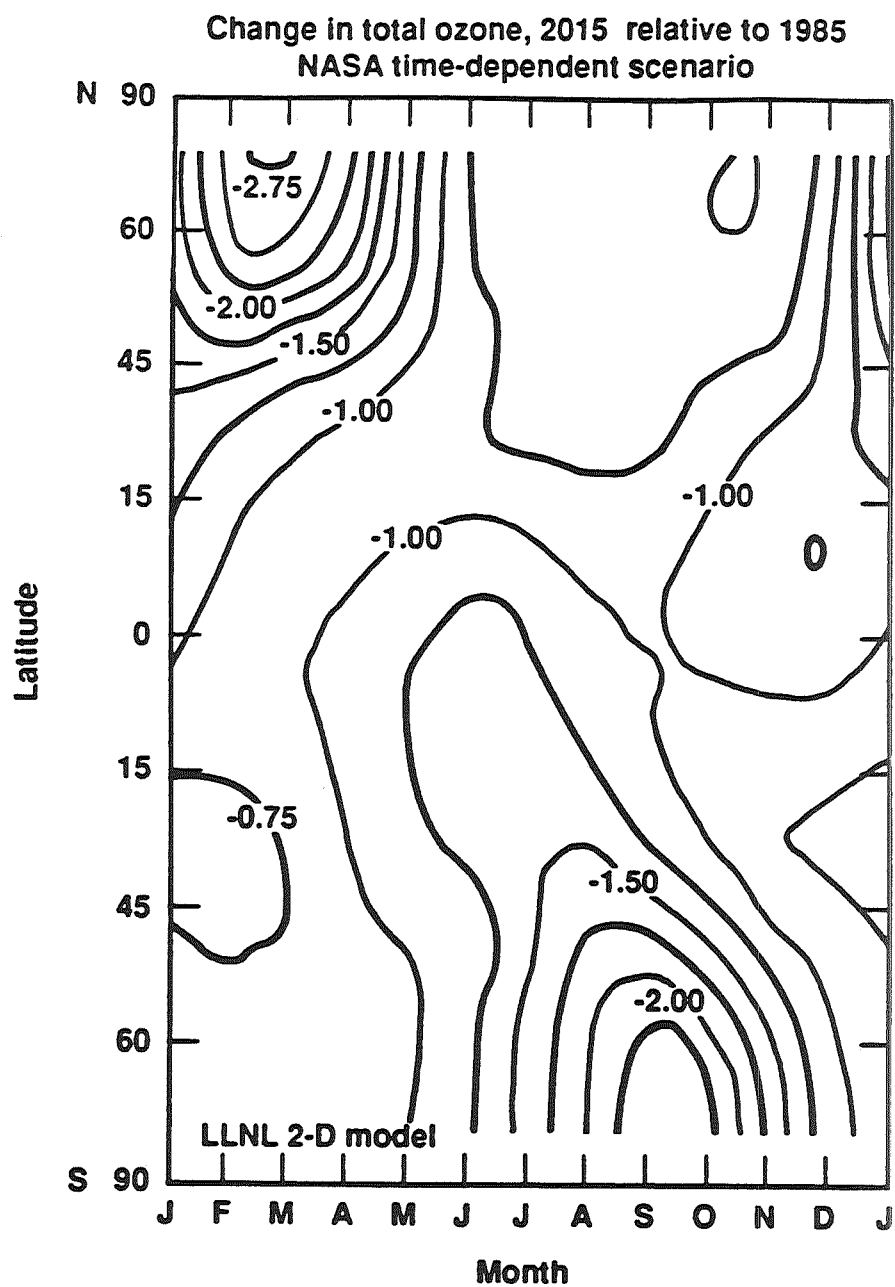 Change in total ozone, 2015 relative to 1985
NASA time-dependent scenario
N 90
-2.75
60
-2.00
-1.50
45
-1.00
15
-1.00
-1.00
0
Latitude
15
-0.75
-1.50
45
-2.00
60
LLNL 2-D model
S 90
J F M A M J J A S O N D J
Month